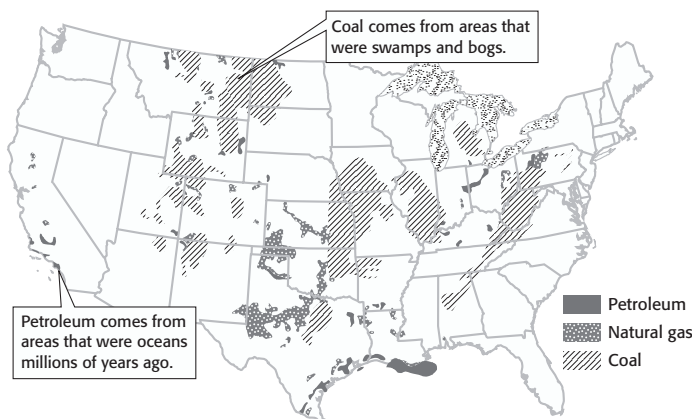 Coal comes from areas that
were swamps and bogs.
Petroleum comes from
areas that were oceans
millions of years ago.
Petroleum
Natural gas
Coal